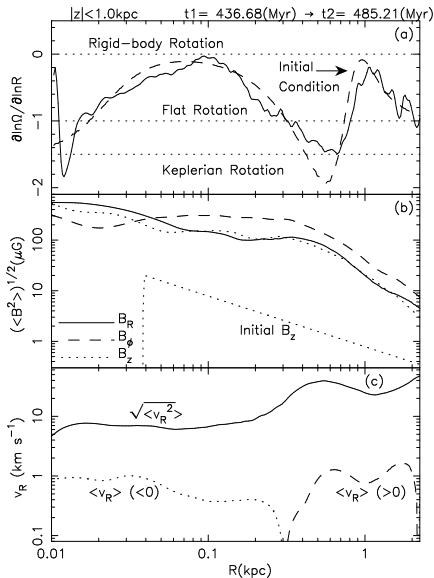 |z|<1.0kpc t1= 436.68(Myr) → t2= 485.21(Myr)
(a)
0
Rigid-body Rotation
Initial
Condition
Flat Rotation
-1
Keplerian Rotation
-2
∂lnΩ/∂lnR
(b)
100
10
1
(<B²>)^1/2(μG)
Initial B_z
B_R
B_φ
B_z
(c)
√<v_R²>
10
1
0.1
v_R (km s⁻¹)
<v_R> (<0)
<v_R> (>0)
0.01 0.1 1
R(kpc)